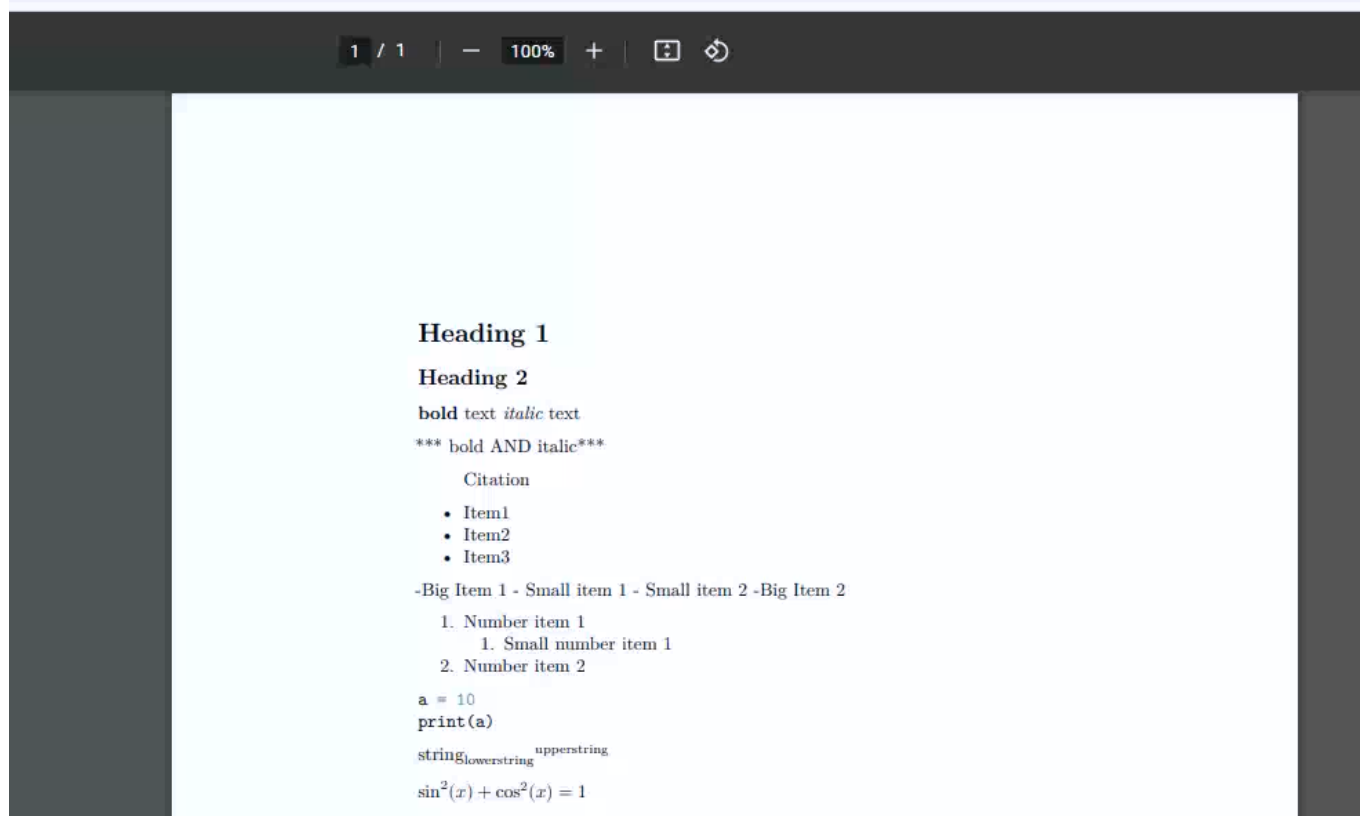 1 / 1 — 100% +
Heading 1
Heading 2
bold text italic text
*** bold AND italic***
Citation
• Item1
• Item2
• Item3
-Big Item 1 - Small item 1 - Small item 2 -Big Item 2
1. Number item 1
1. Small number item 1
2. Number item 2
a = 10
print(a)
string_lowerstring^upperstring
sin²(x) + cos²(x) = 1